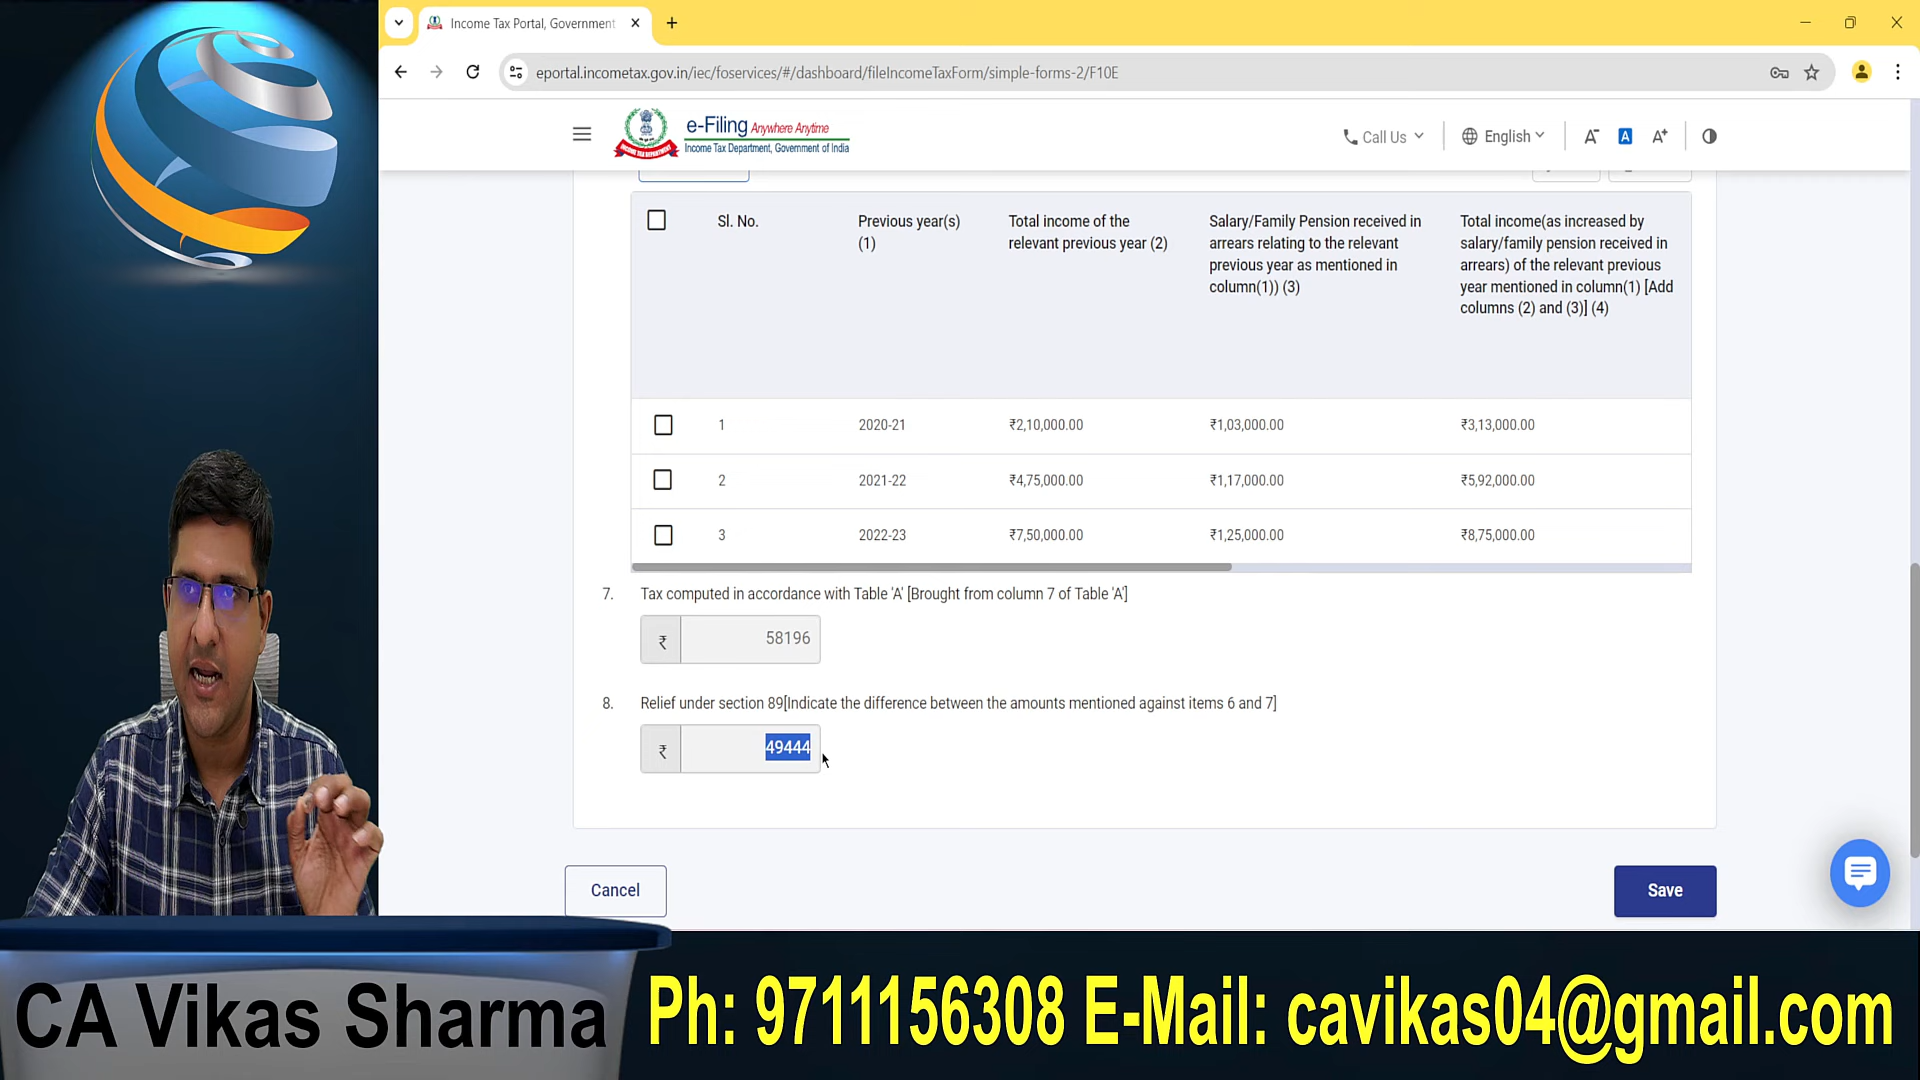 Income Tax Portal, Government
eportal.incometax.gov.in/iec/foservices/#/dashboard/fileIncomeTaxForm/simple-forms-2/F10E
e-Filing Anywhere Anytime
Income Tax Department, Government of India
Call Us
English
A-
A
A+
Sl. No.
Previous year(s)
(1)
Total income of the
relevant previous year (2)
Salary/Family Pension received in
arrears relating to the relevant
previous year as mentioned in
column(1)) (3)
Total income(as increased by
salary/family pension received in
arrears) of the relevant previous
year mentioned in column(1) [Add
columns (2) and (3)] (4)
1 2020-21 ₹2,10,000.00 ₹1,03,000.00 ₹3,13,000.00
2 2021-22 ₹4,75,000.00 ₹1,17,000.00 ₹5,92,000.00
3 2022-23 ₹7,50,000.00 ₹1,25,000.00 ₹8,75,000.00
7. Tax computed in accordance with Table 'A' [Brought from column 7 of Table 'A']
₹ 58196
8. Relief under section 89[Indicate the difference between the amounts mentioned against items 6 and 7]
₹ 49444
Cancel
Save
CA Vikas Sharma
Ph: 9711156308 E-Mail: cavikas04@gmail.com